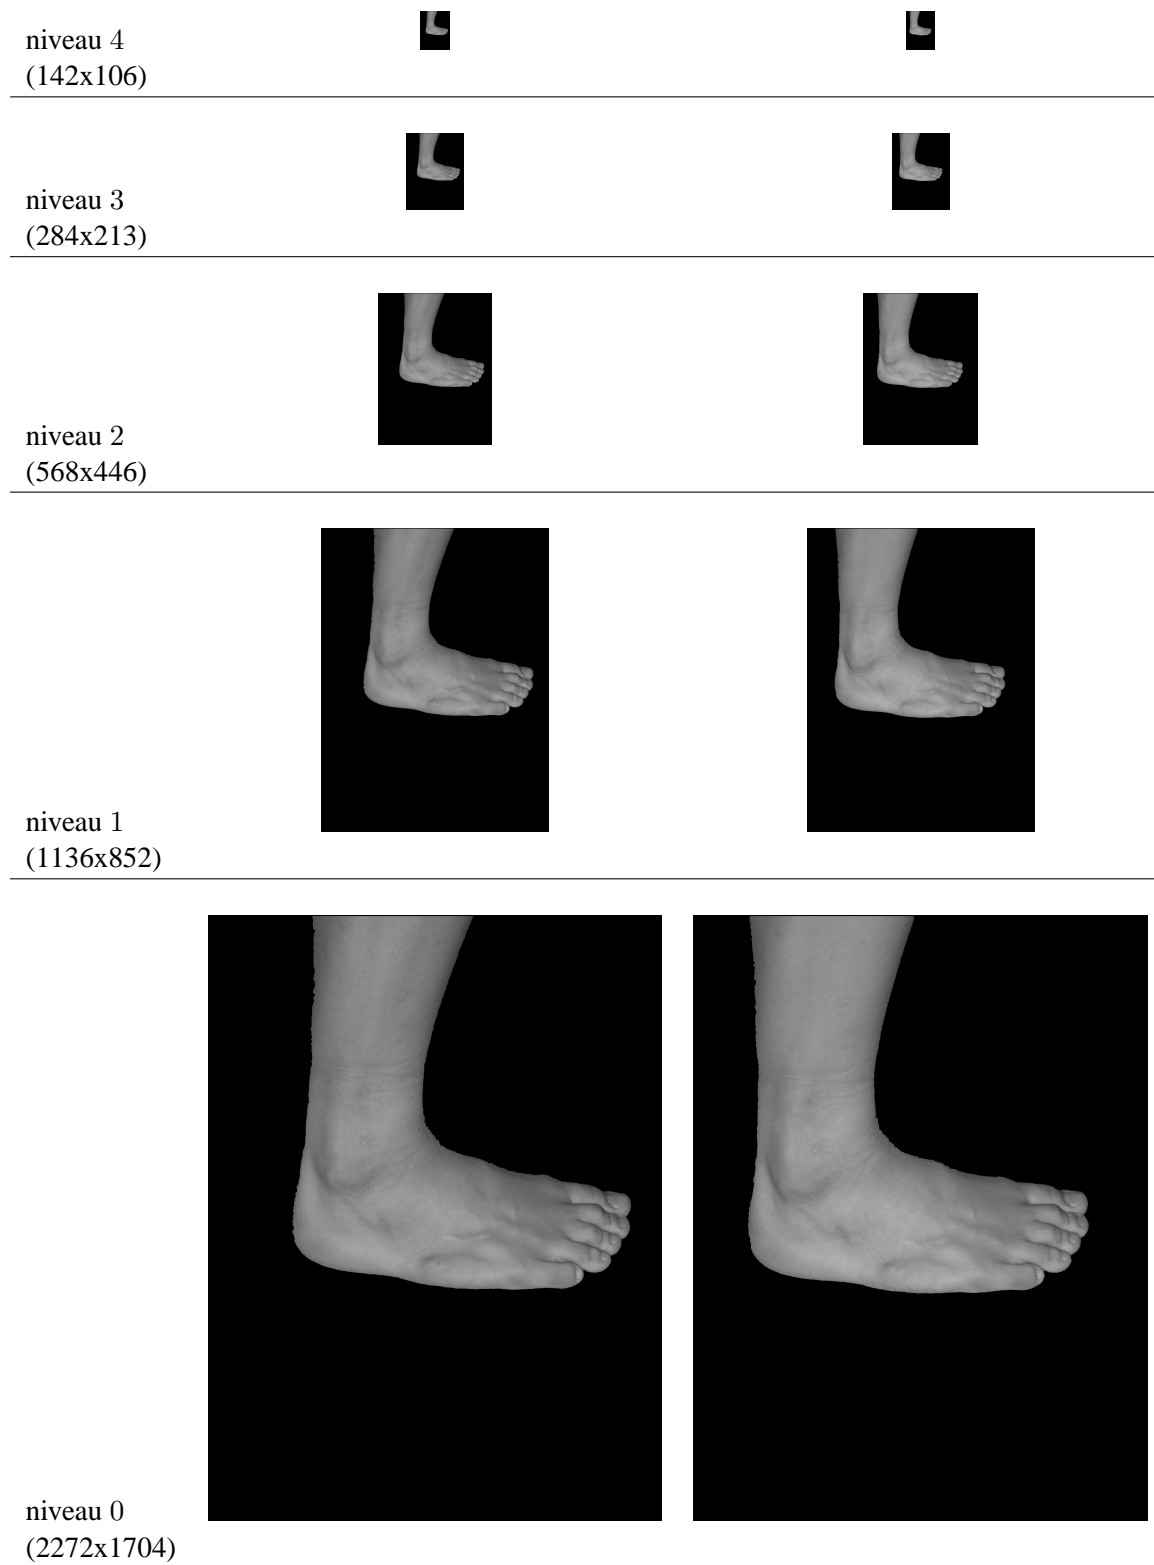 niveau 4
(142x106)
niveau 3
(284x213)
niveau 2
(568x446)
niveau 1
(1136x852)
niveau 0
(2272x1704)